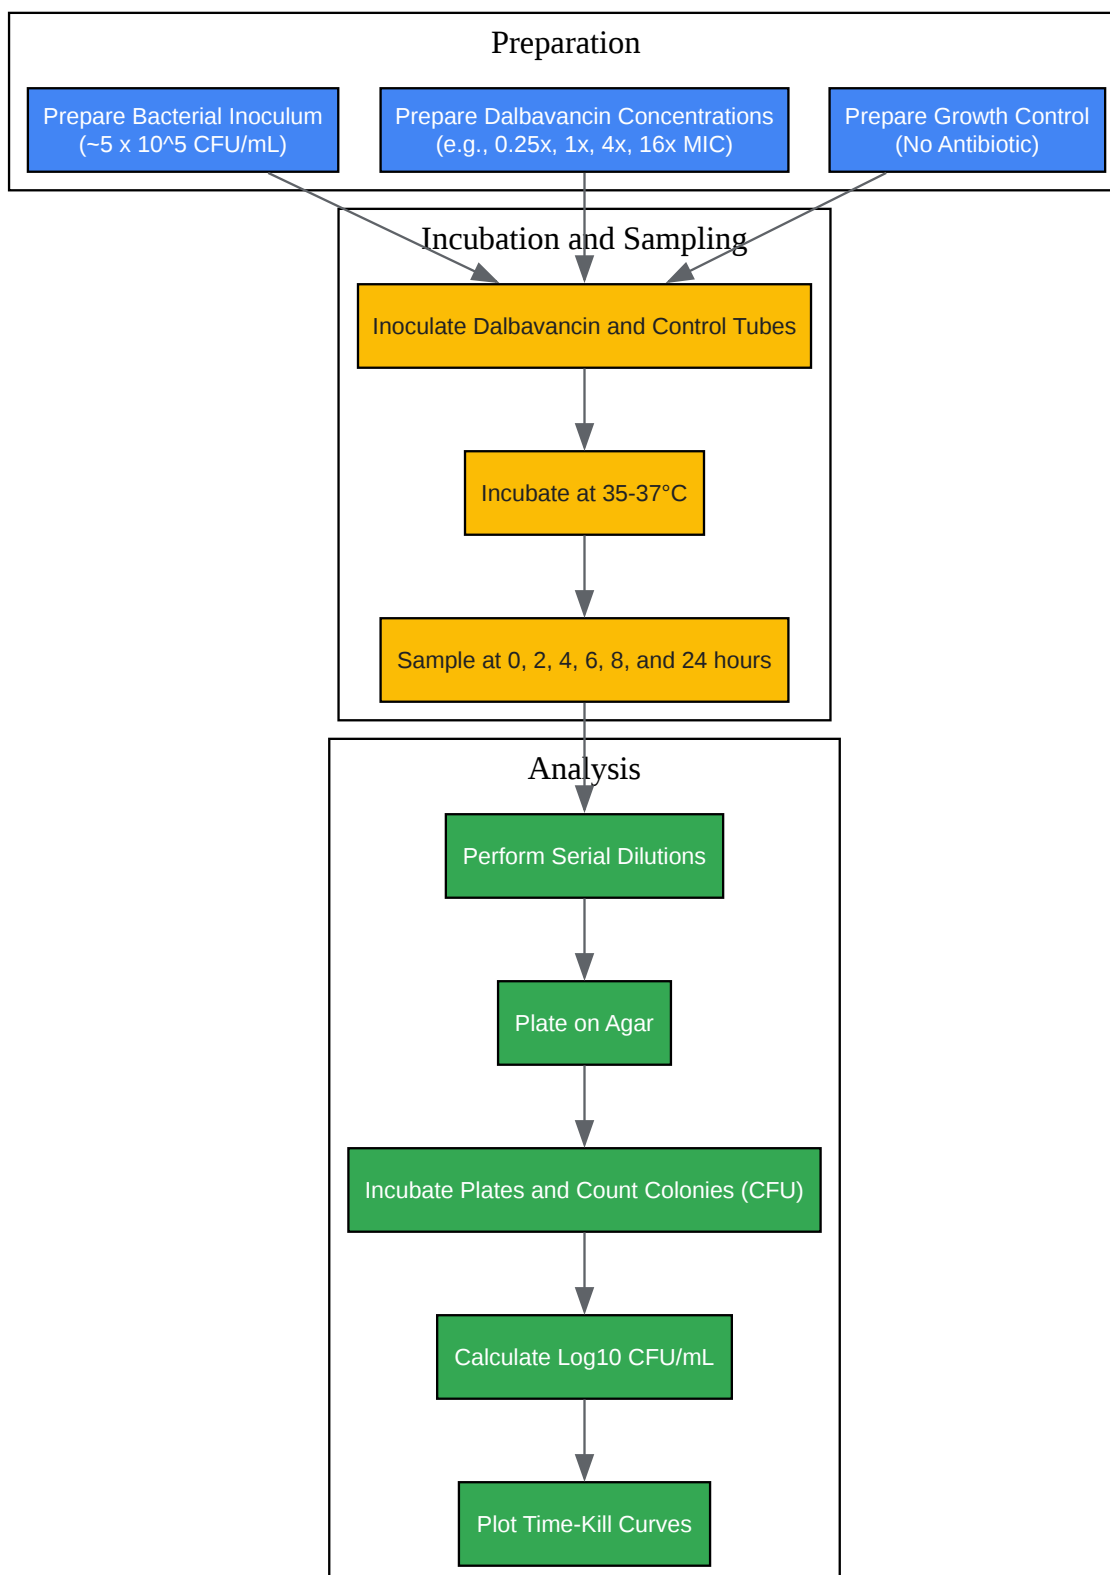 Preparation
Prepare Bacterial Inoculum
(~5 x 10^5 CFU/mL)
Prepare Dalbavancin Concentrations
(e.g., 0.25x, 1x, 4x, 16x MIC)
Prepare Growth Control
(No Antibiotic)
Incubation and Sampling
Inoculate Dalbavancin and Control Tubes
Incubate at 35-37°C
Sample at 0, 2, 4, 6, 8, and 24 hours
Analysis
Perform Serial Dilutions
Plate on Agar
Incubate Plates and Count Colonies (CFU)
Calculate Log10 CFU/mL
Plot Time-Kill Curves